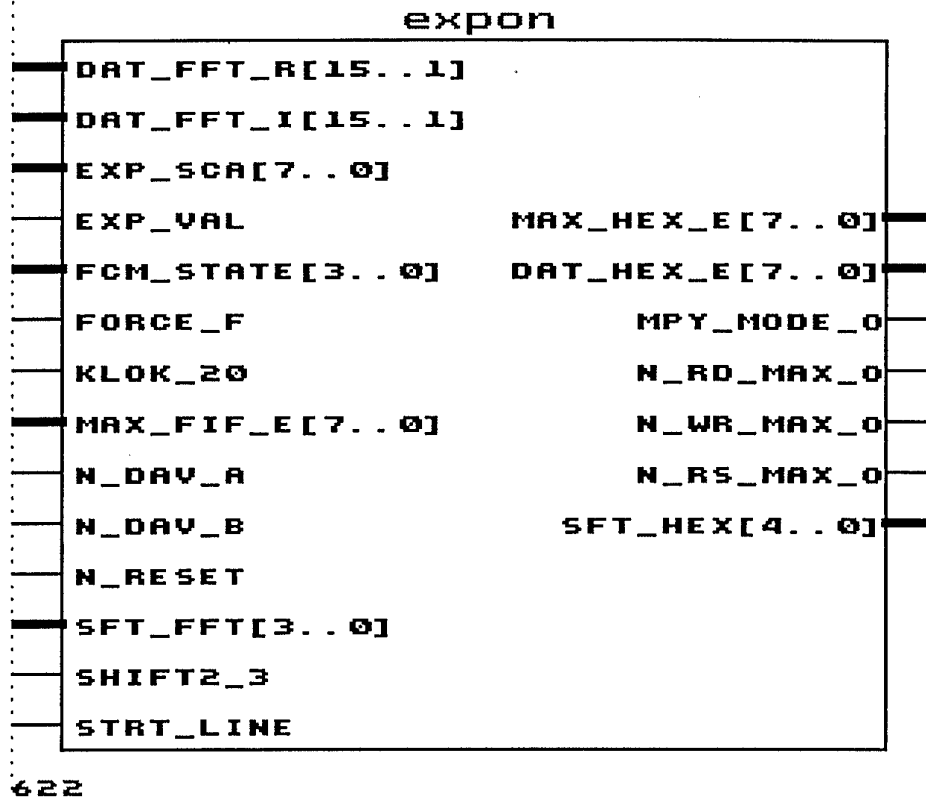 expon
DAT_FFT_R[15..1]
DAT_FFT_I[15..1]
EXP_SCA[7..0]
EXP_VAL MAX_HEX_E[7..0]
FCM_STATE[3..0] DAT_HEX_E[7..0]
FORCE_F MPY_MODE_O
KLOK_20 N_RD_MAX_O
MAX_FIF_E[7..0] N_WR_MAX_O
N_DAV_A N_RS_MAX_O
N_DAV_B SFT_HEX[4..0]
N_RESET
SFT_FFT[3..0]
SHIFT2_3
STRT_LINE
622